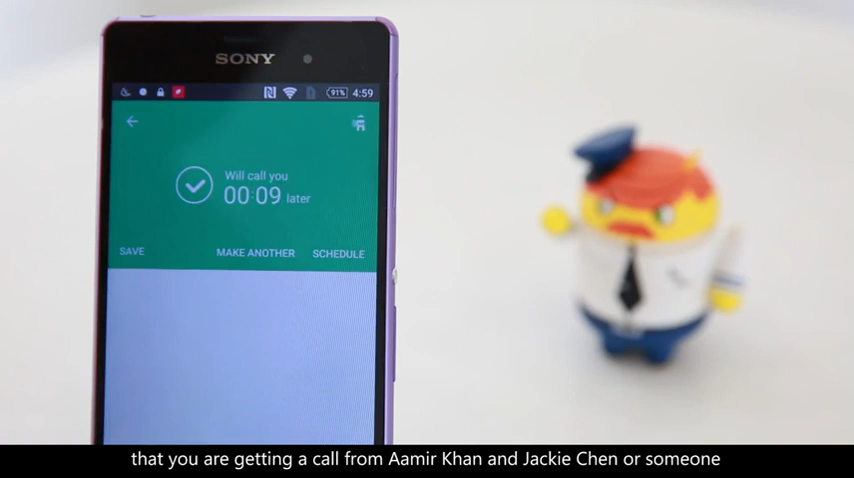 SONY
91% 4:59
Will call you
00:09 later
SAVE MAKE ANOTHER SCHEDULE
that you are getting a call from Aamir Khan and Jackie Chen or someone